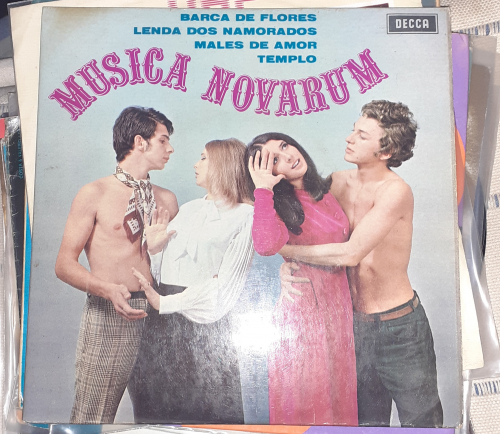 BARCA DE FLORES
LENDA DOS NAMORADOS
MALES DE AMOR
TEMPLO
DECCA
MUSICA NOVARUM